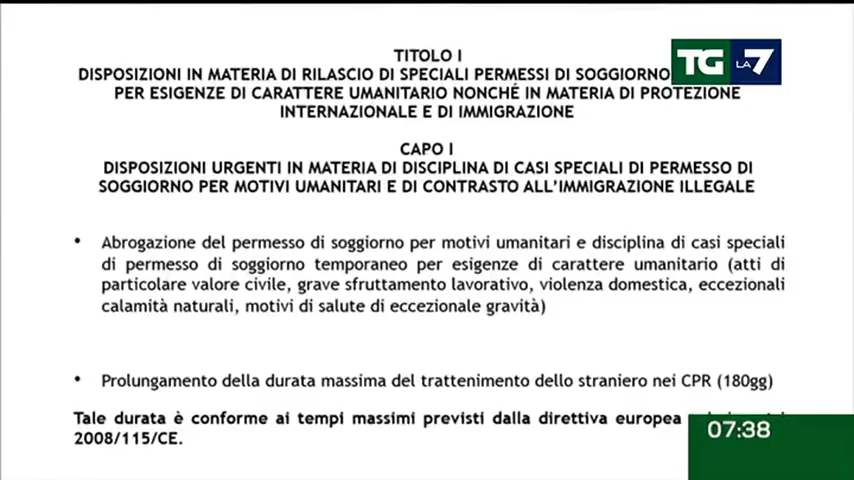 TITOLO I
DISPOSIZIONI IN MATERIA DI RILASCIO DI SPECIALI PERMESSI DI SOGGIORNO
TG LA 7
PER ESIGENZE DI CARATTERE UMANITARIO NONCHÉ IN MATERIA DI PROTEZIONE
INTERNAZIONALE E DI IMMIGRAZIONE
CAPO I
DISPOSIZIONI URGENTI IN MATERIA DI DISCIPLINA DI CASI SPECIALI DI PERMESSO DI
SOGGIORNO PER MOTIVI UMANITARI E DI CONTRASTO ALL'IMMIGRAZIONE ILLEGALE
• Abrogazione del permesso di soggiorno per motivi umanitari e disciplina di casi speciali
di permesso di soggiorno temporaneo per esigenze di carattere umanitario (atti di
particolare valore civile, grave sfruttamento lavorativo, violenza domestica, eccezionali
calamità naturali, motivi di salute di eccezionale gravità)
• Prolungamento della durata massima del trattenimento dello straniero nei CPR (180gg)
Tale durata è conforme ai tempi massimi previsti dalla direttiva europea
2008/115/CE.
07:38